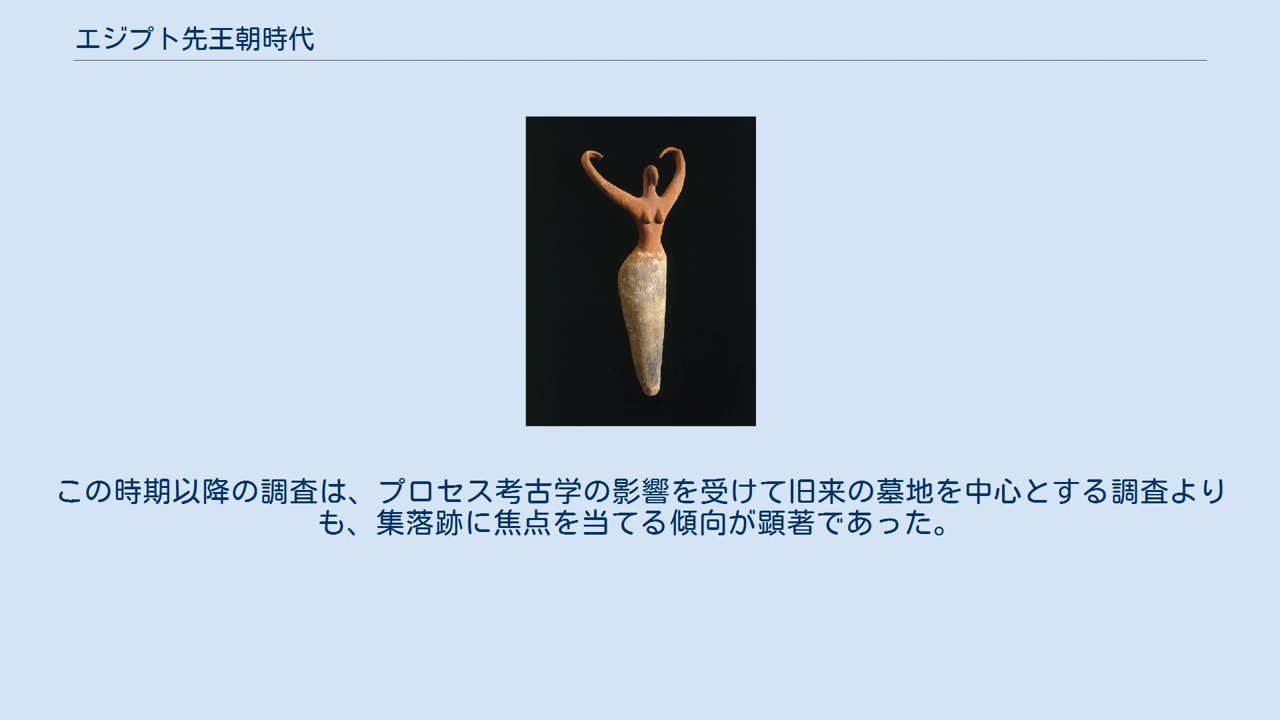 エジプト先王朝時代
この時期以降の調査は、プロセス考古学の影響を受けて旧来の墓地を中心とする調査より
も、集落跡に焦点を当てる傾向が顕著であった。